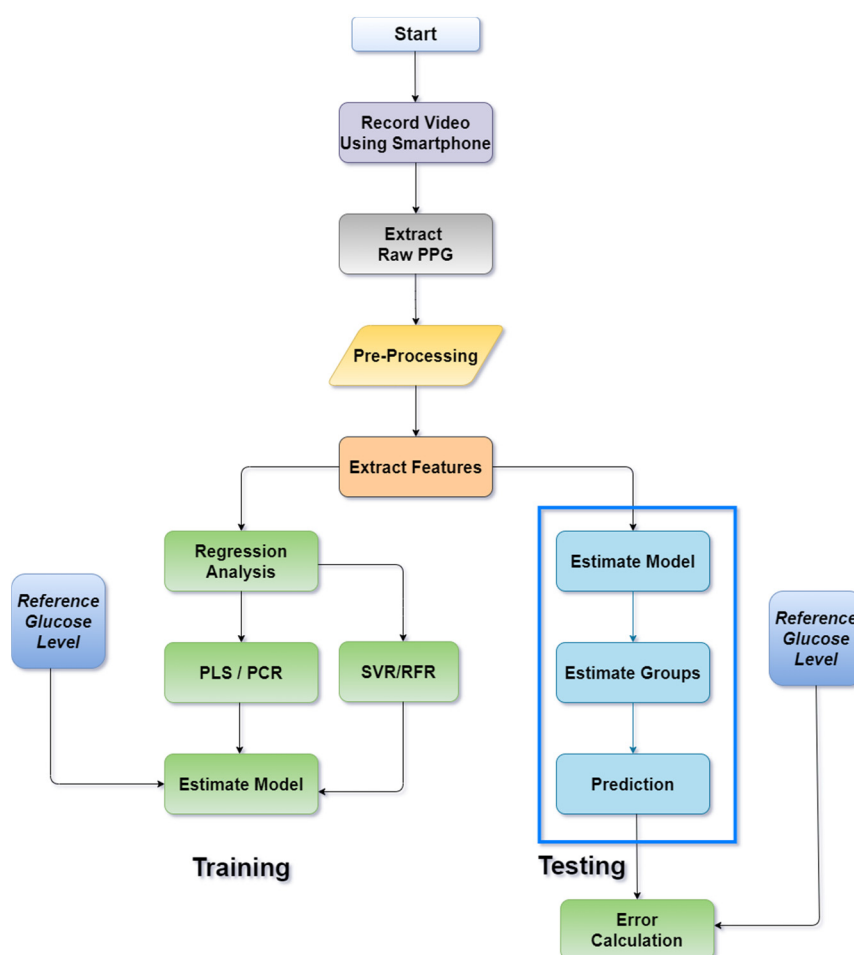 Start
Record Video
Using Smartphone
Extract
Raw PPG
Pre-Processing
Extract Features
Regression
Analysis
Reference
Glucose
Level
PLS / PCR
SVR/RFR
Estimate Model
Training
Estimate Model
Estimate Groups
Prediction
Testing
Reference
Glucose
Level
Error
Calculation